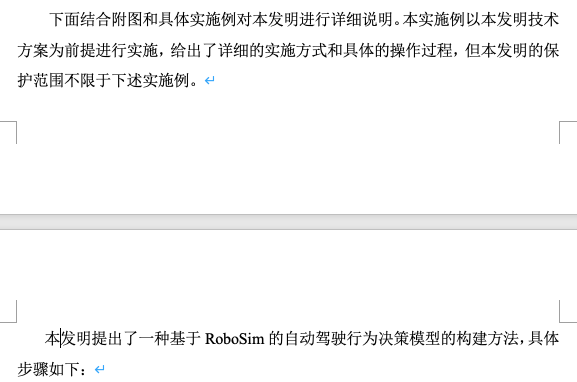 下面结合附图和具体实施例对本发明进行详细说明。本实施例以本发明技术
方案为前提进行实施，给出了详细的实施方式和具体的操作过程，但本发明的保
护范围不限于下述实施例。
本发明提出了一种基于 RoboSim 的自动驾驶行为决策模型的构建方法，具体
步骤如下：